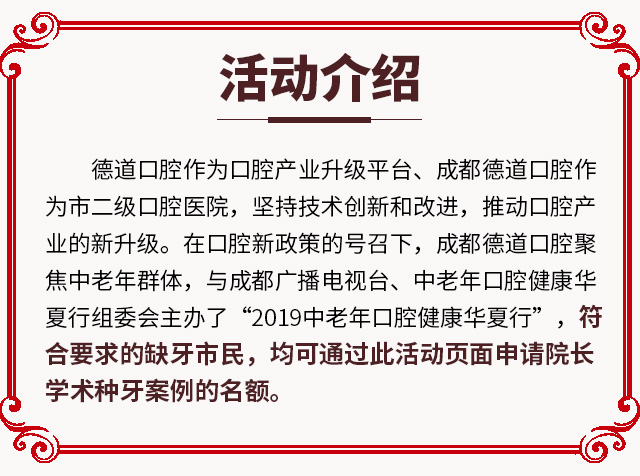 活动介绍
德道口腔作为口腔产业升级平台、成都德道口腔作
为市二级口腔医院，坚持技术创新和改进，推动口腔产
业的新升级。在口腔新政策的号召下，成都德道口腔聚
焦中老年群体，与成都广播电视台、中老年口腔健康华
夏行组委会主办了“2019中老年口腔健康华夏行”，符
合要求的缺牙市民，均可通过此活动页面申请院长
学术种牙案例的名额。